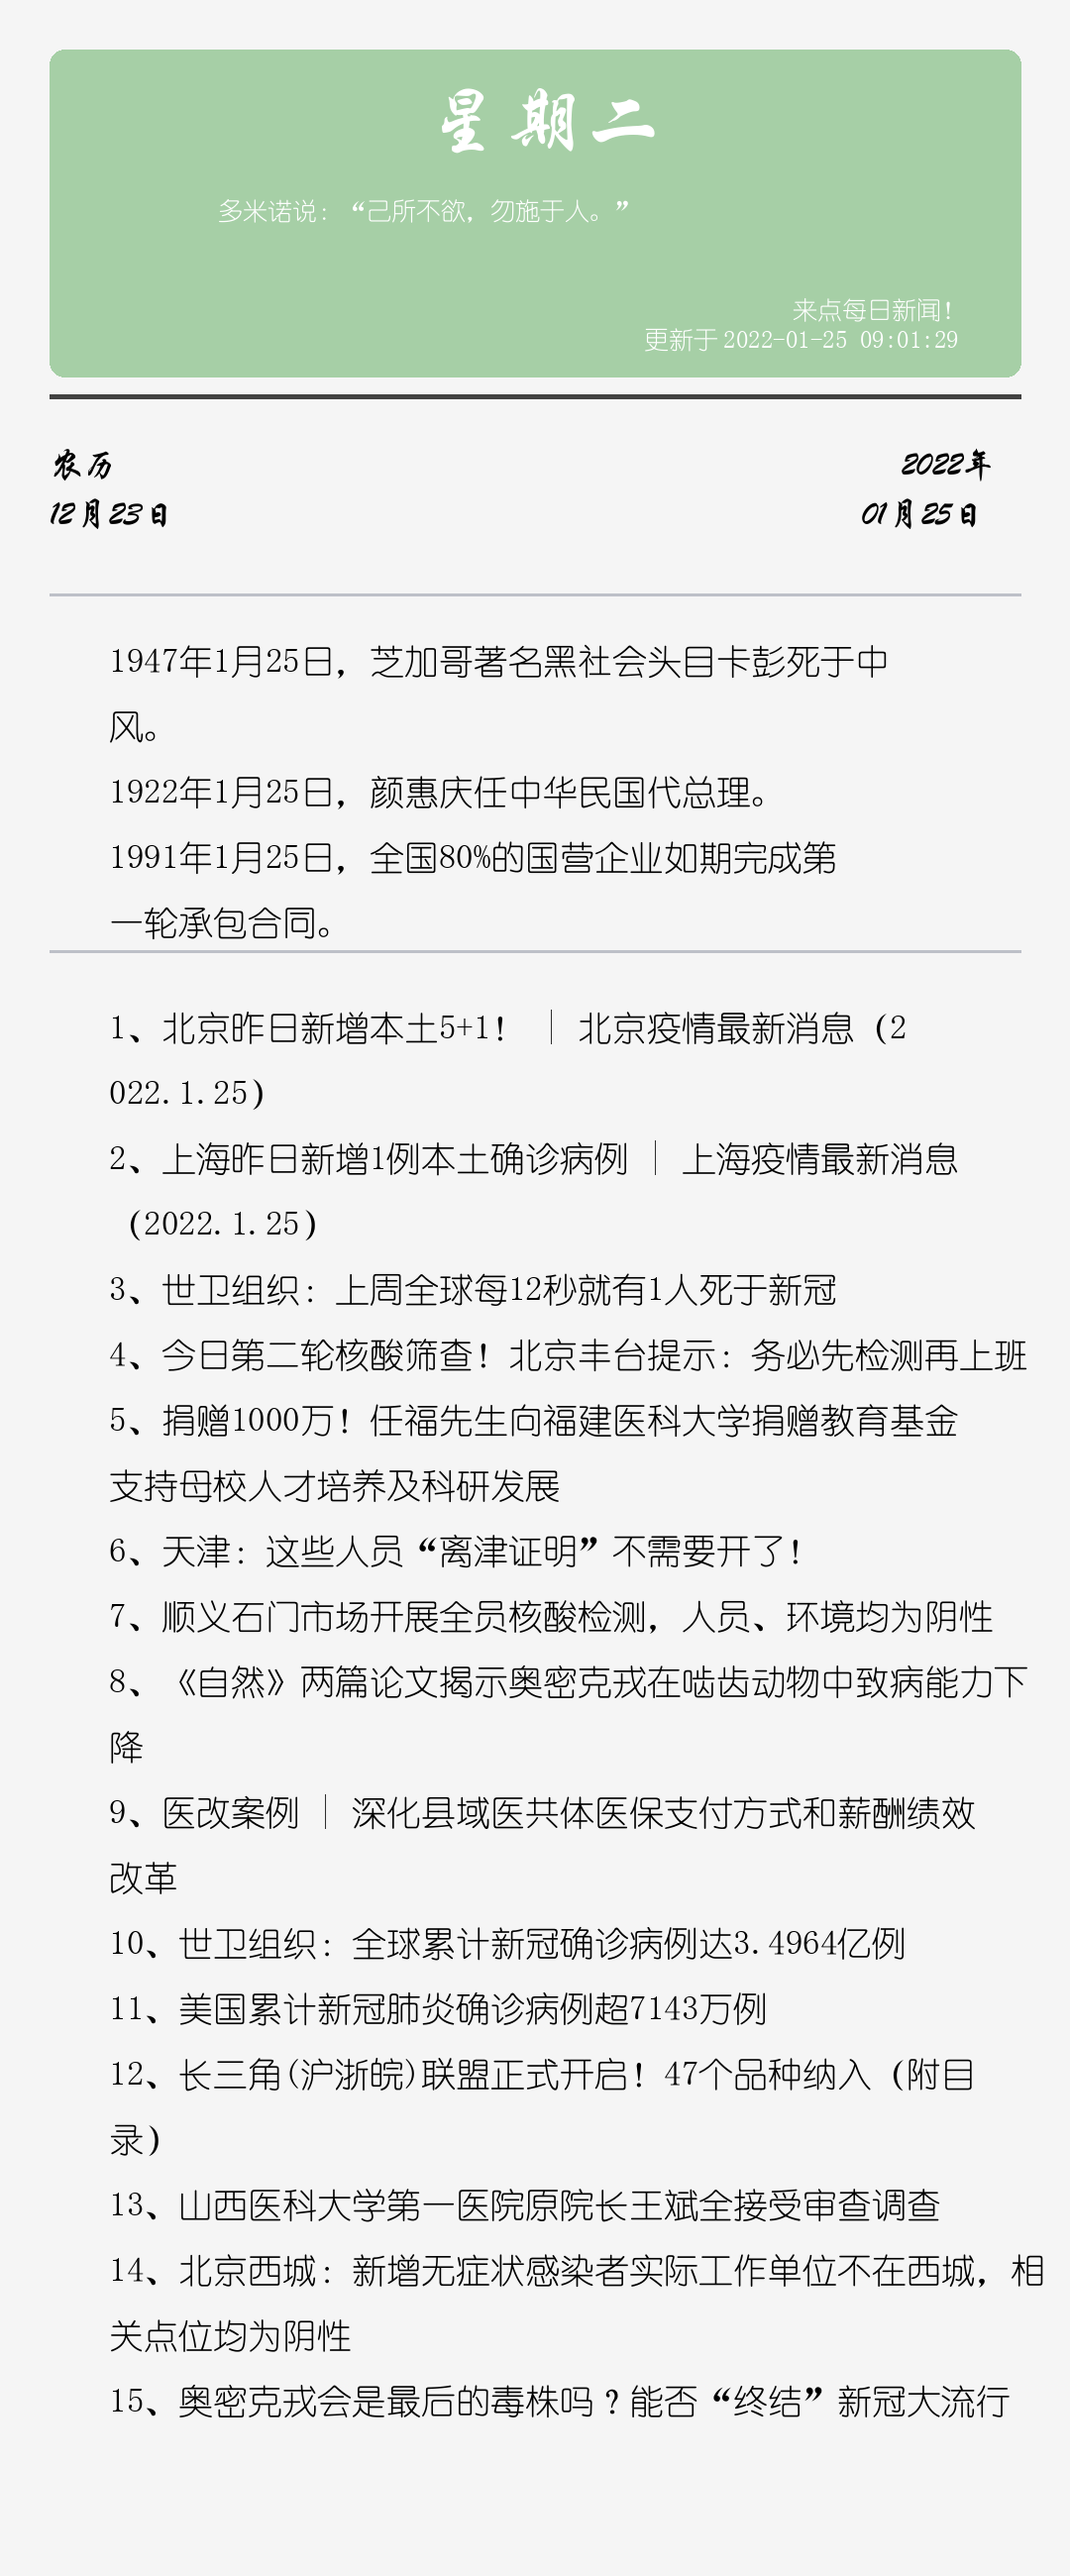 星期二
多米诺说：“己所不欲，勿施于人。”
来点每日新闻！
更新于 2022-01-25 09:01:29
农历
2022年
12月23日
01月25日
1947年1月25日，芝加哥著名黑社会头目卡彭死于中
风。
1922年1月25日，颜惠庆任中华民国代总理。
1991年1月25日，全国80%的国营企业如期完成第
一轮承包合同。
1、北京昨日新增本土5+1！ ｜ 北京疫情最新消息（2
022.1.25）
2、上海昨日新增1例本土确诊病例 ｜ 上海疫情最新消息
（2022.1.25）
3、世卫组织：上周全球每12秒就有1人死于新冠
4、今日第二轮核酸筛查！北京丰台提示：务必先检测再上班
5、捐赠1000万！任福先生向福建医科大学捐赠教育基金
支持母校人才培养及科研发展
6、天津：这些人员“离津证明”不需要开了！
7、顺义石门市场开展全员核酸检测，人员、环境均为阴性
8、《自然》两篇论文揭示奥密克戎在啮齿动物中致病能力下
降
9、医改案例 ｜ 深化县域医共体医保支付方式和薪酬绩效
改革
10、世卫组织：全球累计新冠确诊病例达3.4964亿例
11、美国累计新冠肺炎确诊病例超7143万例
12、长三角(沪浙皖)联盟正式开启！47个品种纳入（附目
录）
13、山西医科大学第一医院原院长王斌全接受审查调查
14、北京西城：新增无症状感染者实际工作单位不在西城，相
关点位均为阴性
15、奥密克戎会是最后的毒株吗？能否“终结”新冠大流行